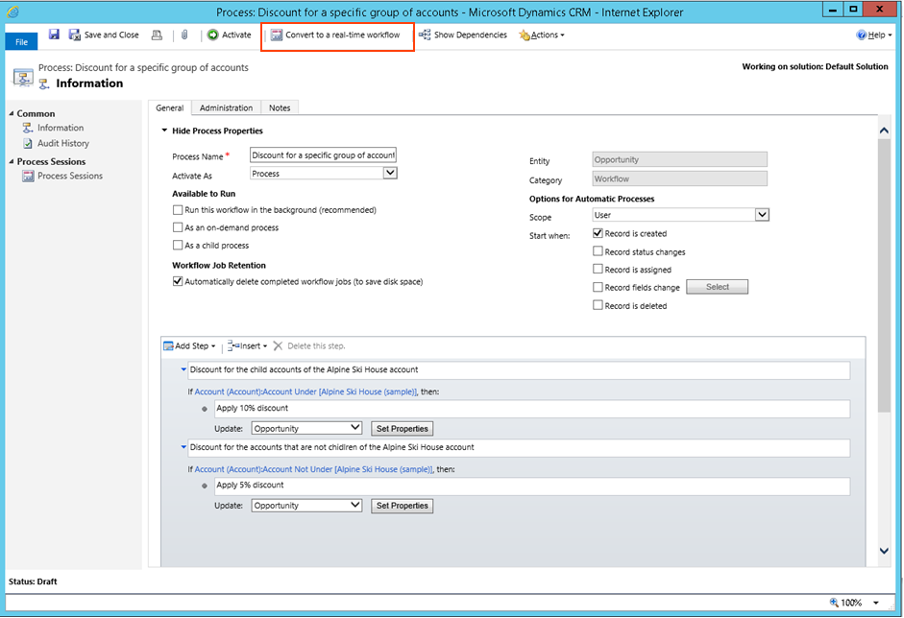 Process: Discount for a specific group of accounts - Microsoft Dynamics CRM - Internet Explorer
File
Save and Close
Activate
Convert to a real-time workflow
Show Dependencies
Actions
Help
Process: Discount for a specific group of accounts
Information
Working on solution: Default Solution
Common
Information
Audit History
Process Sessions
Process Sessions
General
Administration
Notes
Hide Process Properties
Process Name *
Discount for a specific group of account
Activate As
Process
Available to Run
Run this workflow in the background (recommended)
As an on-demand process
As a child process
Workflow Job Retention
Automatically delete completed workflow jobs (to save disk space)
Entity
Opportunity
Category
Workflow
Options for Automatic Processes
Scope
User
Start when:
Record is created
Record status changes
Record is assigned
Record fields change
Select
Record is deleted
Add Step
Insert
Delete this step.
Discount for the child accounts of the Alpine Ski House account
If Account (Account):Account Under [Alpine Ski House (sample)], then:
Apply 10% discount
Update: Opportunity Set Properties
Discount for the accounts that are not chidlren of the Alpine Ski House account
If Account (Account):Account Not Under [Alpine Ski House (sample)], then:
Apply 5% discount
Update: Opportunity Set Properties
Status: Draft
100%